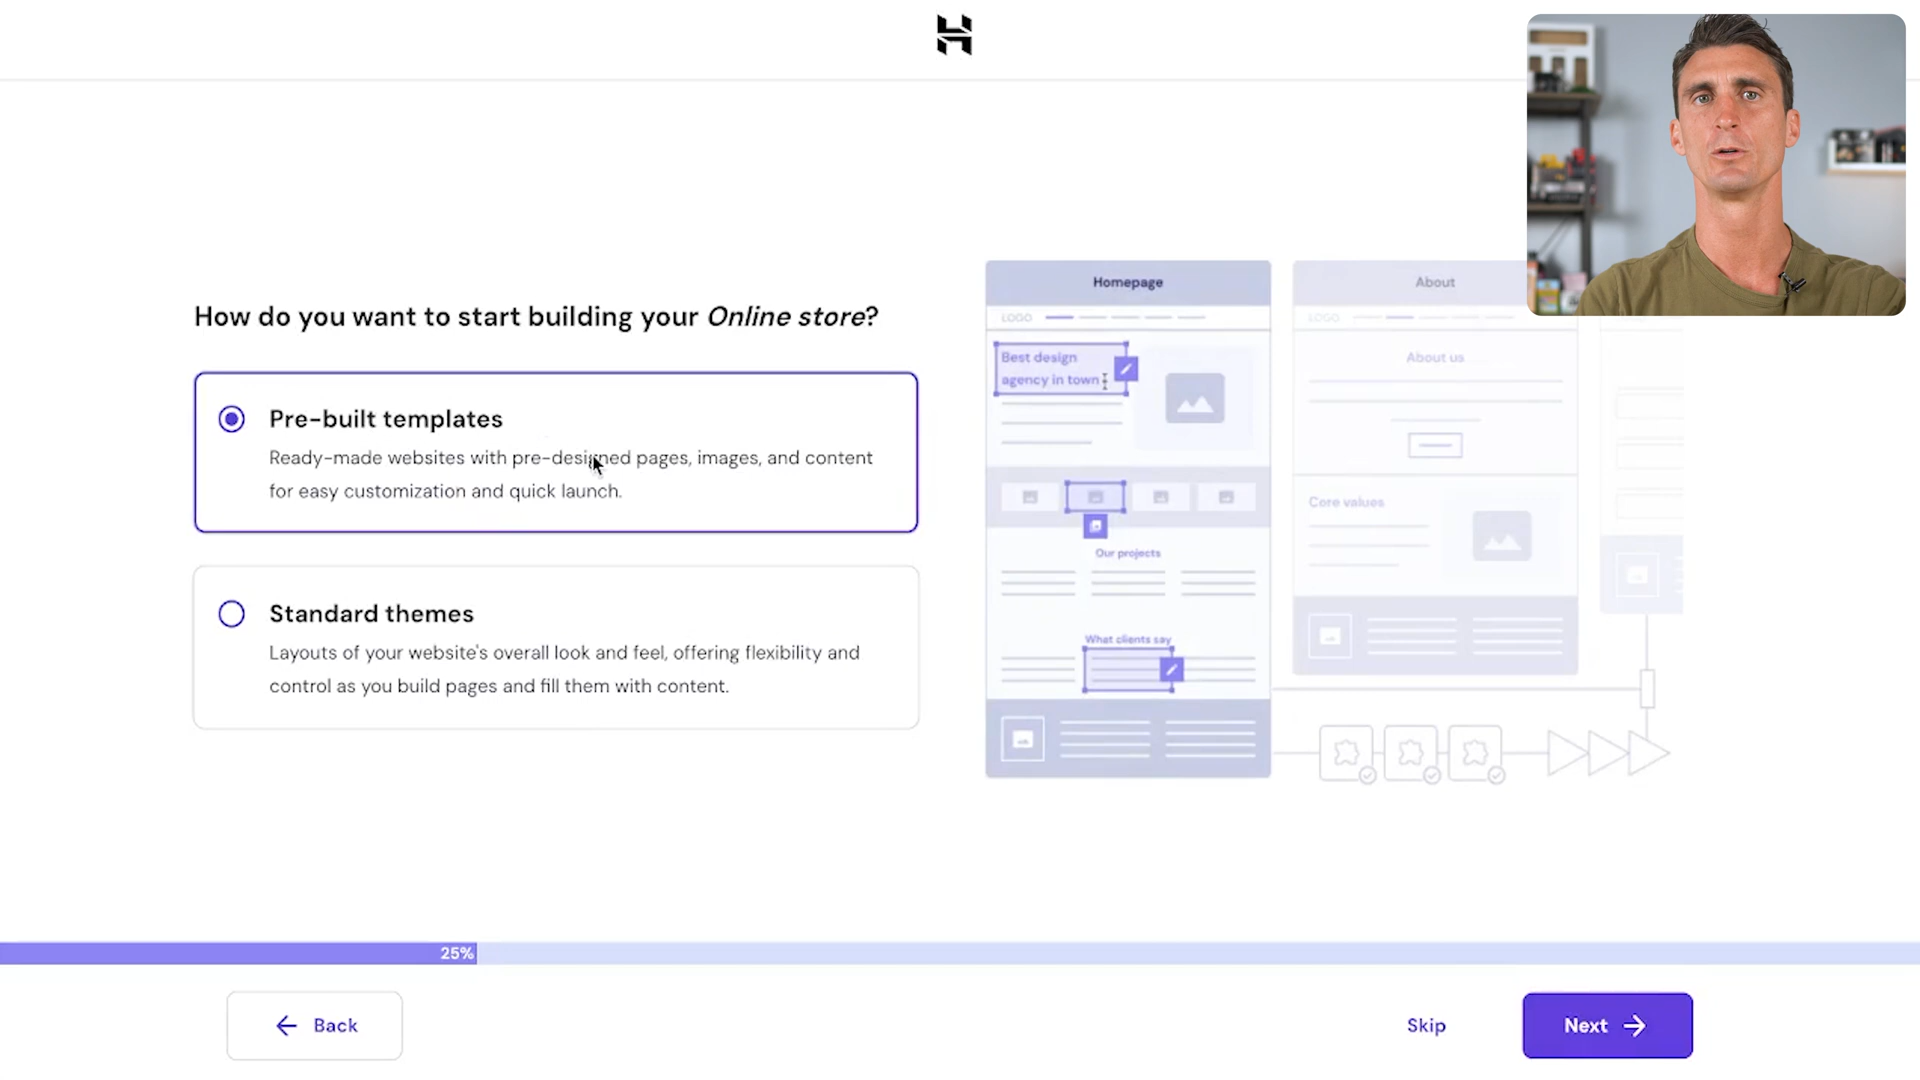 How do you want to start building your Online store?
Pre-built templates
Ready-made websites with pre-designed pages, images, and content
for easy customization and quick launch.
Standard themes
Layouts of your website's overall look and feel, offering flexibility and
control as you build pages and fill them with content.
Homepage
LOGO
Best design
agency in town
Our projects
What clients say
About
LOGO
About us
Core values
25%
Back
Skip
Next